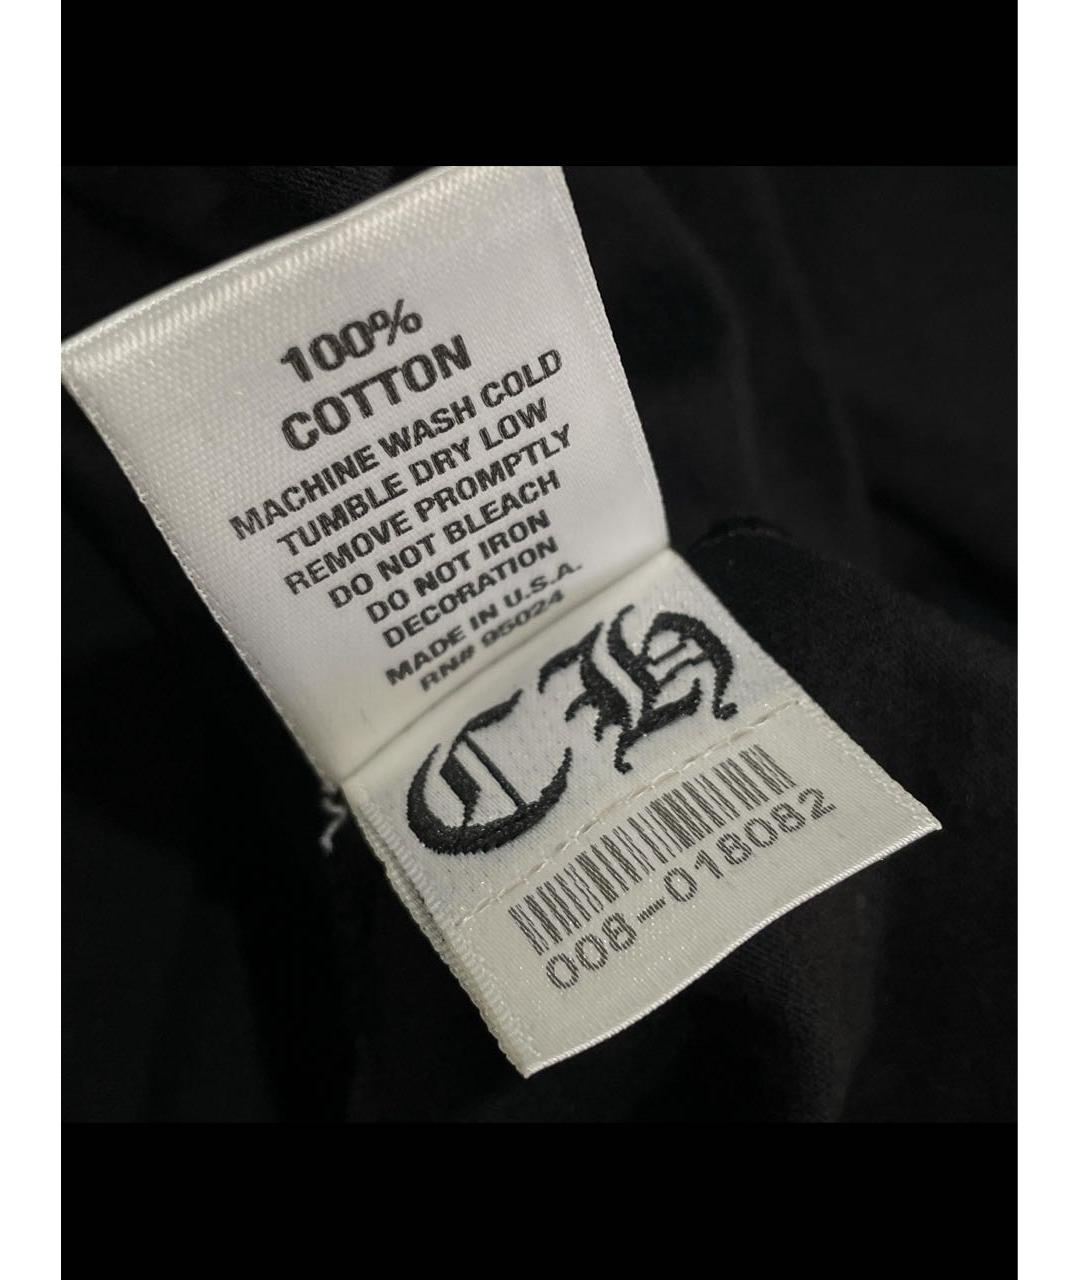 100%
COTTON
MACHINE WASH COLD
TUMBLE DRY LOW
REMOVE PROMPTLY
DO NOT BLEACH
DO NOT IRON
DECORATION
MADE IN U.S.A.
RN# 95024
CH
008-018082